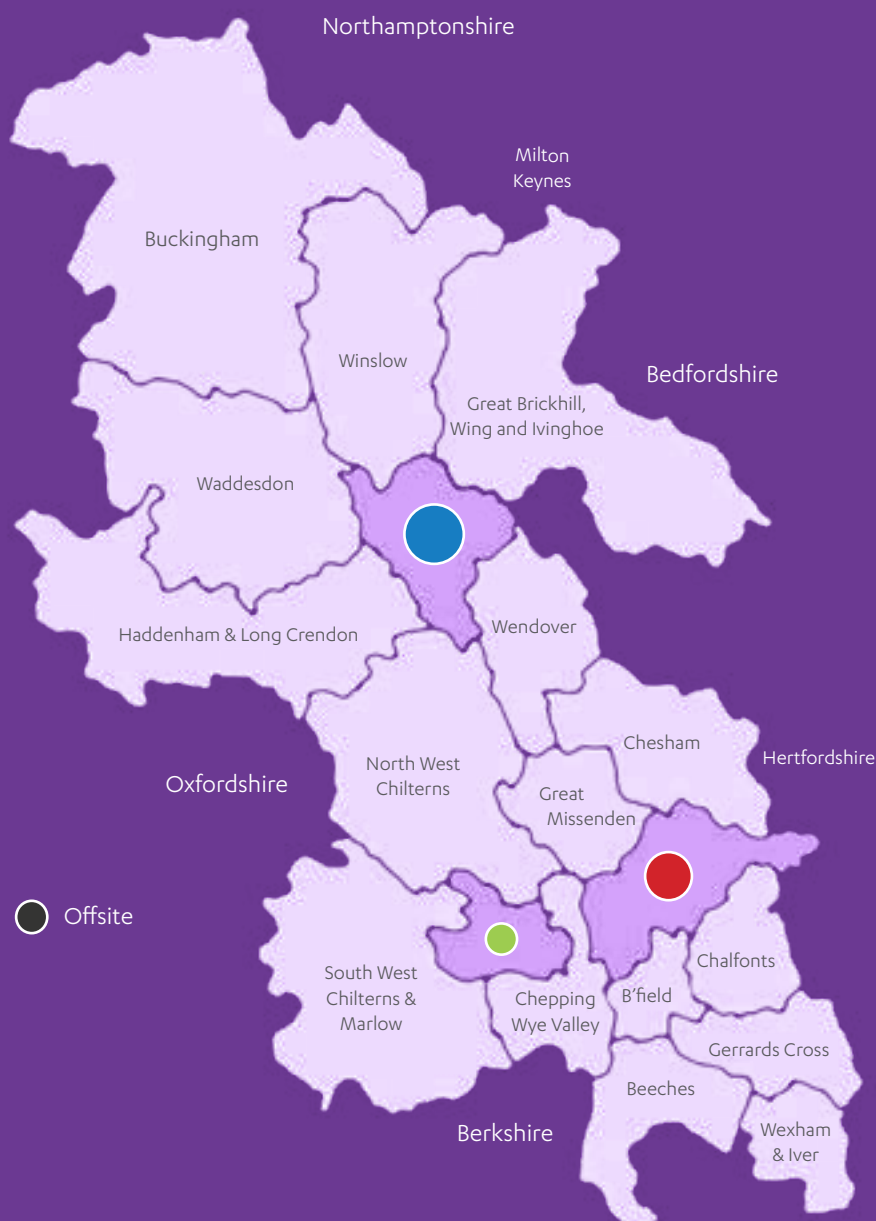 Northamptonshire
Milton
Keynes
Buckingham
Winslow
Bedfordshire
Great Brickhill,
Wing and Ivinghoe
Waddesdon
Wendover
Haddenham & Long Crendon
Chesham
Hertfordshire
North West
Chilterns
Oxfordshire
Great
Missenden
Offsite
Chalfonts
South West
Chilterns &
Marlow
B'field
Chepping
Wye Valley
Gerrards Cross
Beeches
Berkshire
Wexham
& Iver